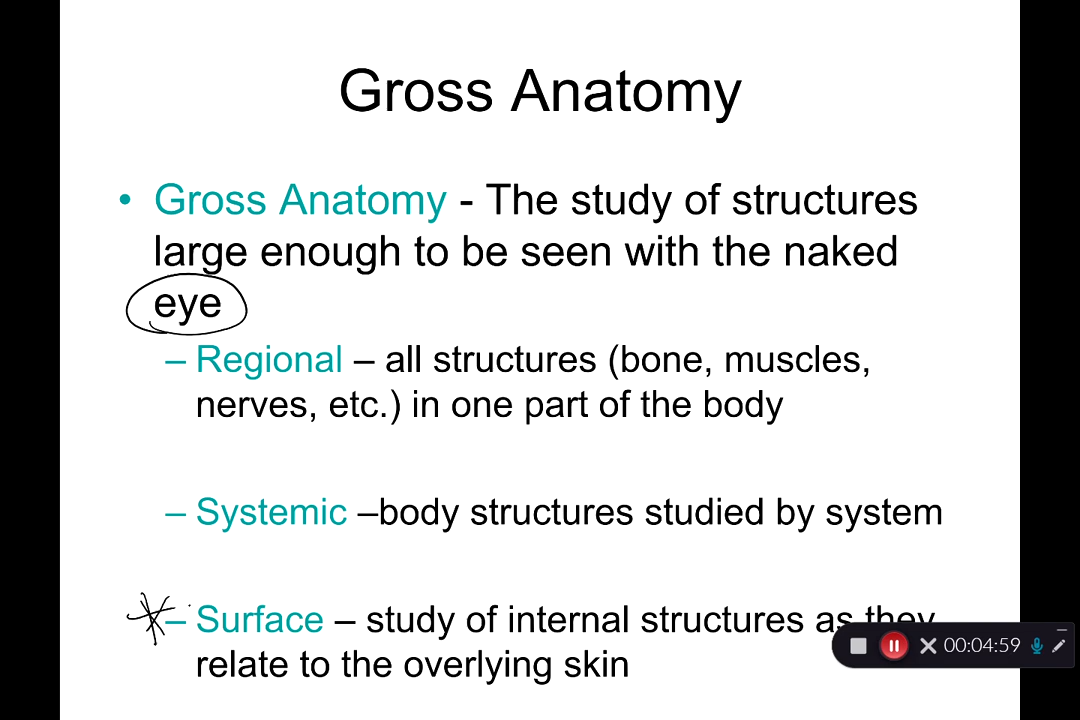 Gross Anatomy
• Gross Anatomy - The study of structures
large enough to be seen with the naked
eye
– Regional – all structures (bone, muscles,
nerves, etc.) in one part of the body
– Systemic –body structures studied by system
– Surface – study of internal structures as they
relate to the overlying skin
00:04:59